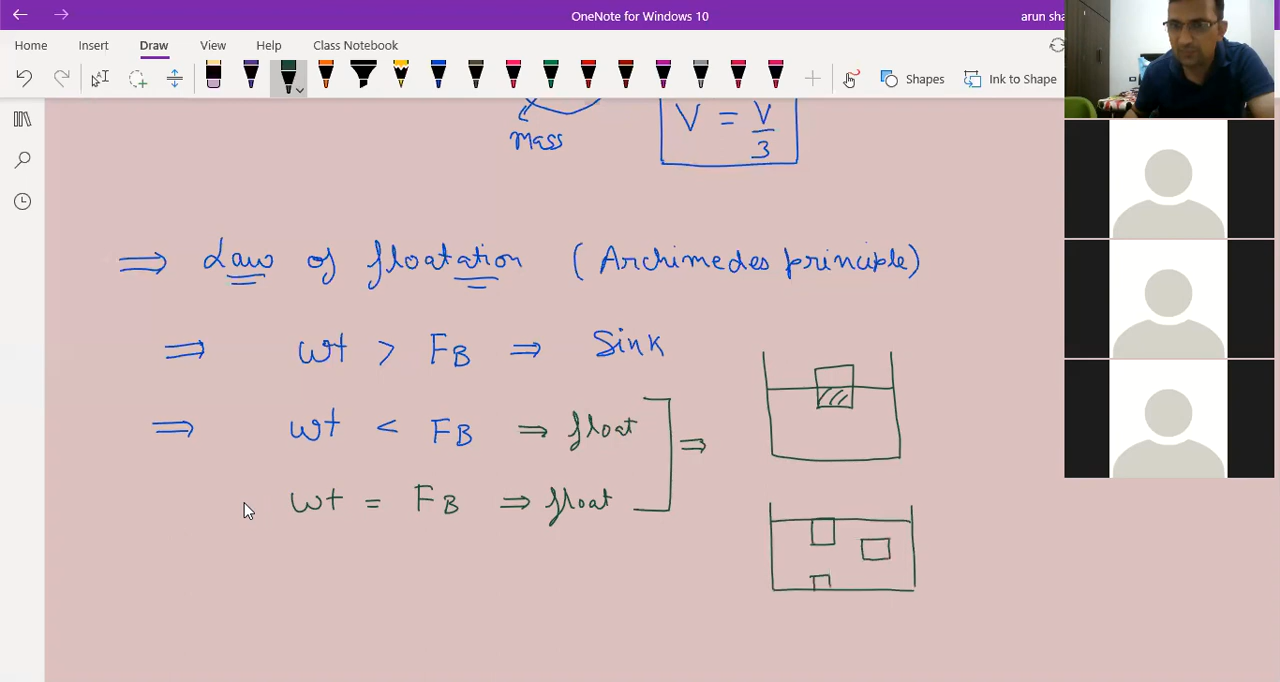 OneNote for Windows 10
arun sha
Home Insert Draw View Help Class Notebook
Shapes Ink to Shape
Mass
V = V/3
⇒ Law of floatation (Archimedes principle)
⇒ wt > FB ⇒ Sink
⇒ wt < FB ⇒ float ⇒
wt = FB ⇒ float